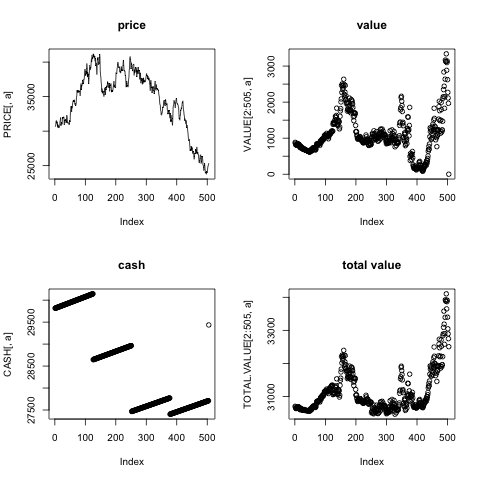 price
PRICE[, a]
25000 35000
0 100 200 300 400 500
Index
value
VALUE[2:505, a]
0 1000 2000 3000
0 100 200 300 400 500
Index
cash
CASH[, a]
27500 28500 29500
0 100 200 300 400 500
Index
total value
TOTAL.VALUE[2:505, a]
31000 33000
0 100 200 300 400 500
Index